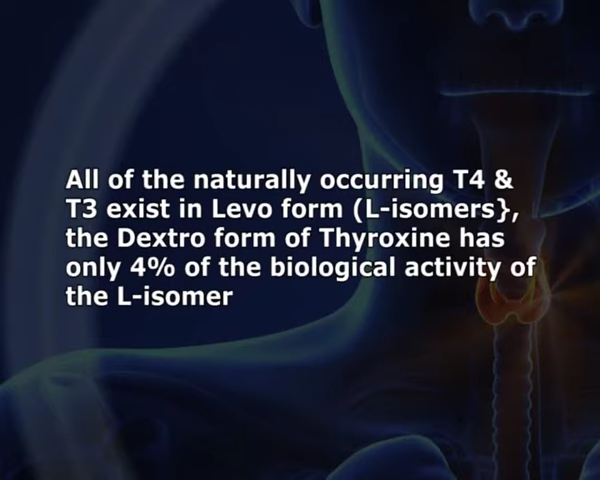 All of the naturally occurring T4 &
T3 exist in Levo form (L-isomers},
the Dextro form of Thyroxine has
only 4% of the biological activity of
the L-isomer